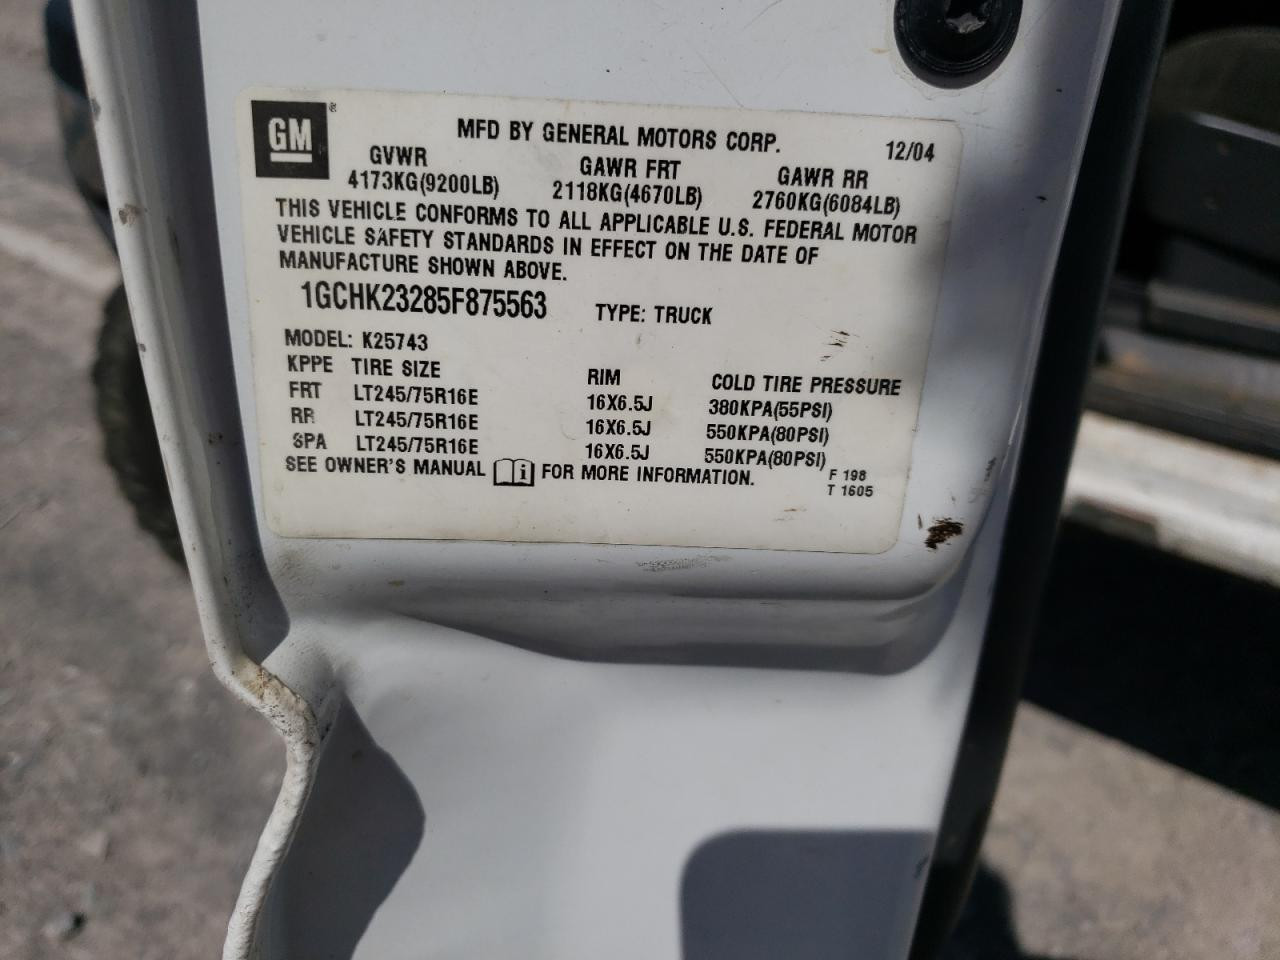 GM®
MFD BY GENERAL MOTORS CORP. 12/04
GVWR GAWR FRT GAWR RR
4173KG(9200LB) 2118KG(4670LB) 2760KG(6084LB)
THIS VEHICLE CONFORMS TO ALL APPLICABLE U.S. FEDERAL MOTOR
VEHICLE SAFETY STANDARDS IN EFFECT ON THE DATE OF
MANUFACTURE SHOWN ABOVE.
1GCHK23285F875563 TYPE: TRUCK
MODEL: K25743
KPPE TIRE SIZE RIM COLD TIRE PRESSURE
FRT LT245/75R16E 16X6.5J 380KPA(55PSI)
RR LT245/75R16E 16X6.5J 550KPA(80PSI)
SPA LT245/75R16E 16X6.5J 550KPA(80PSI)
SEE OWNER'S MANUAL i FOR MORE INFORMATION.
F 198
T 1605